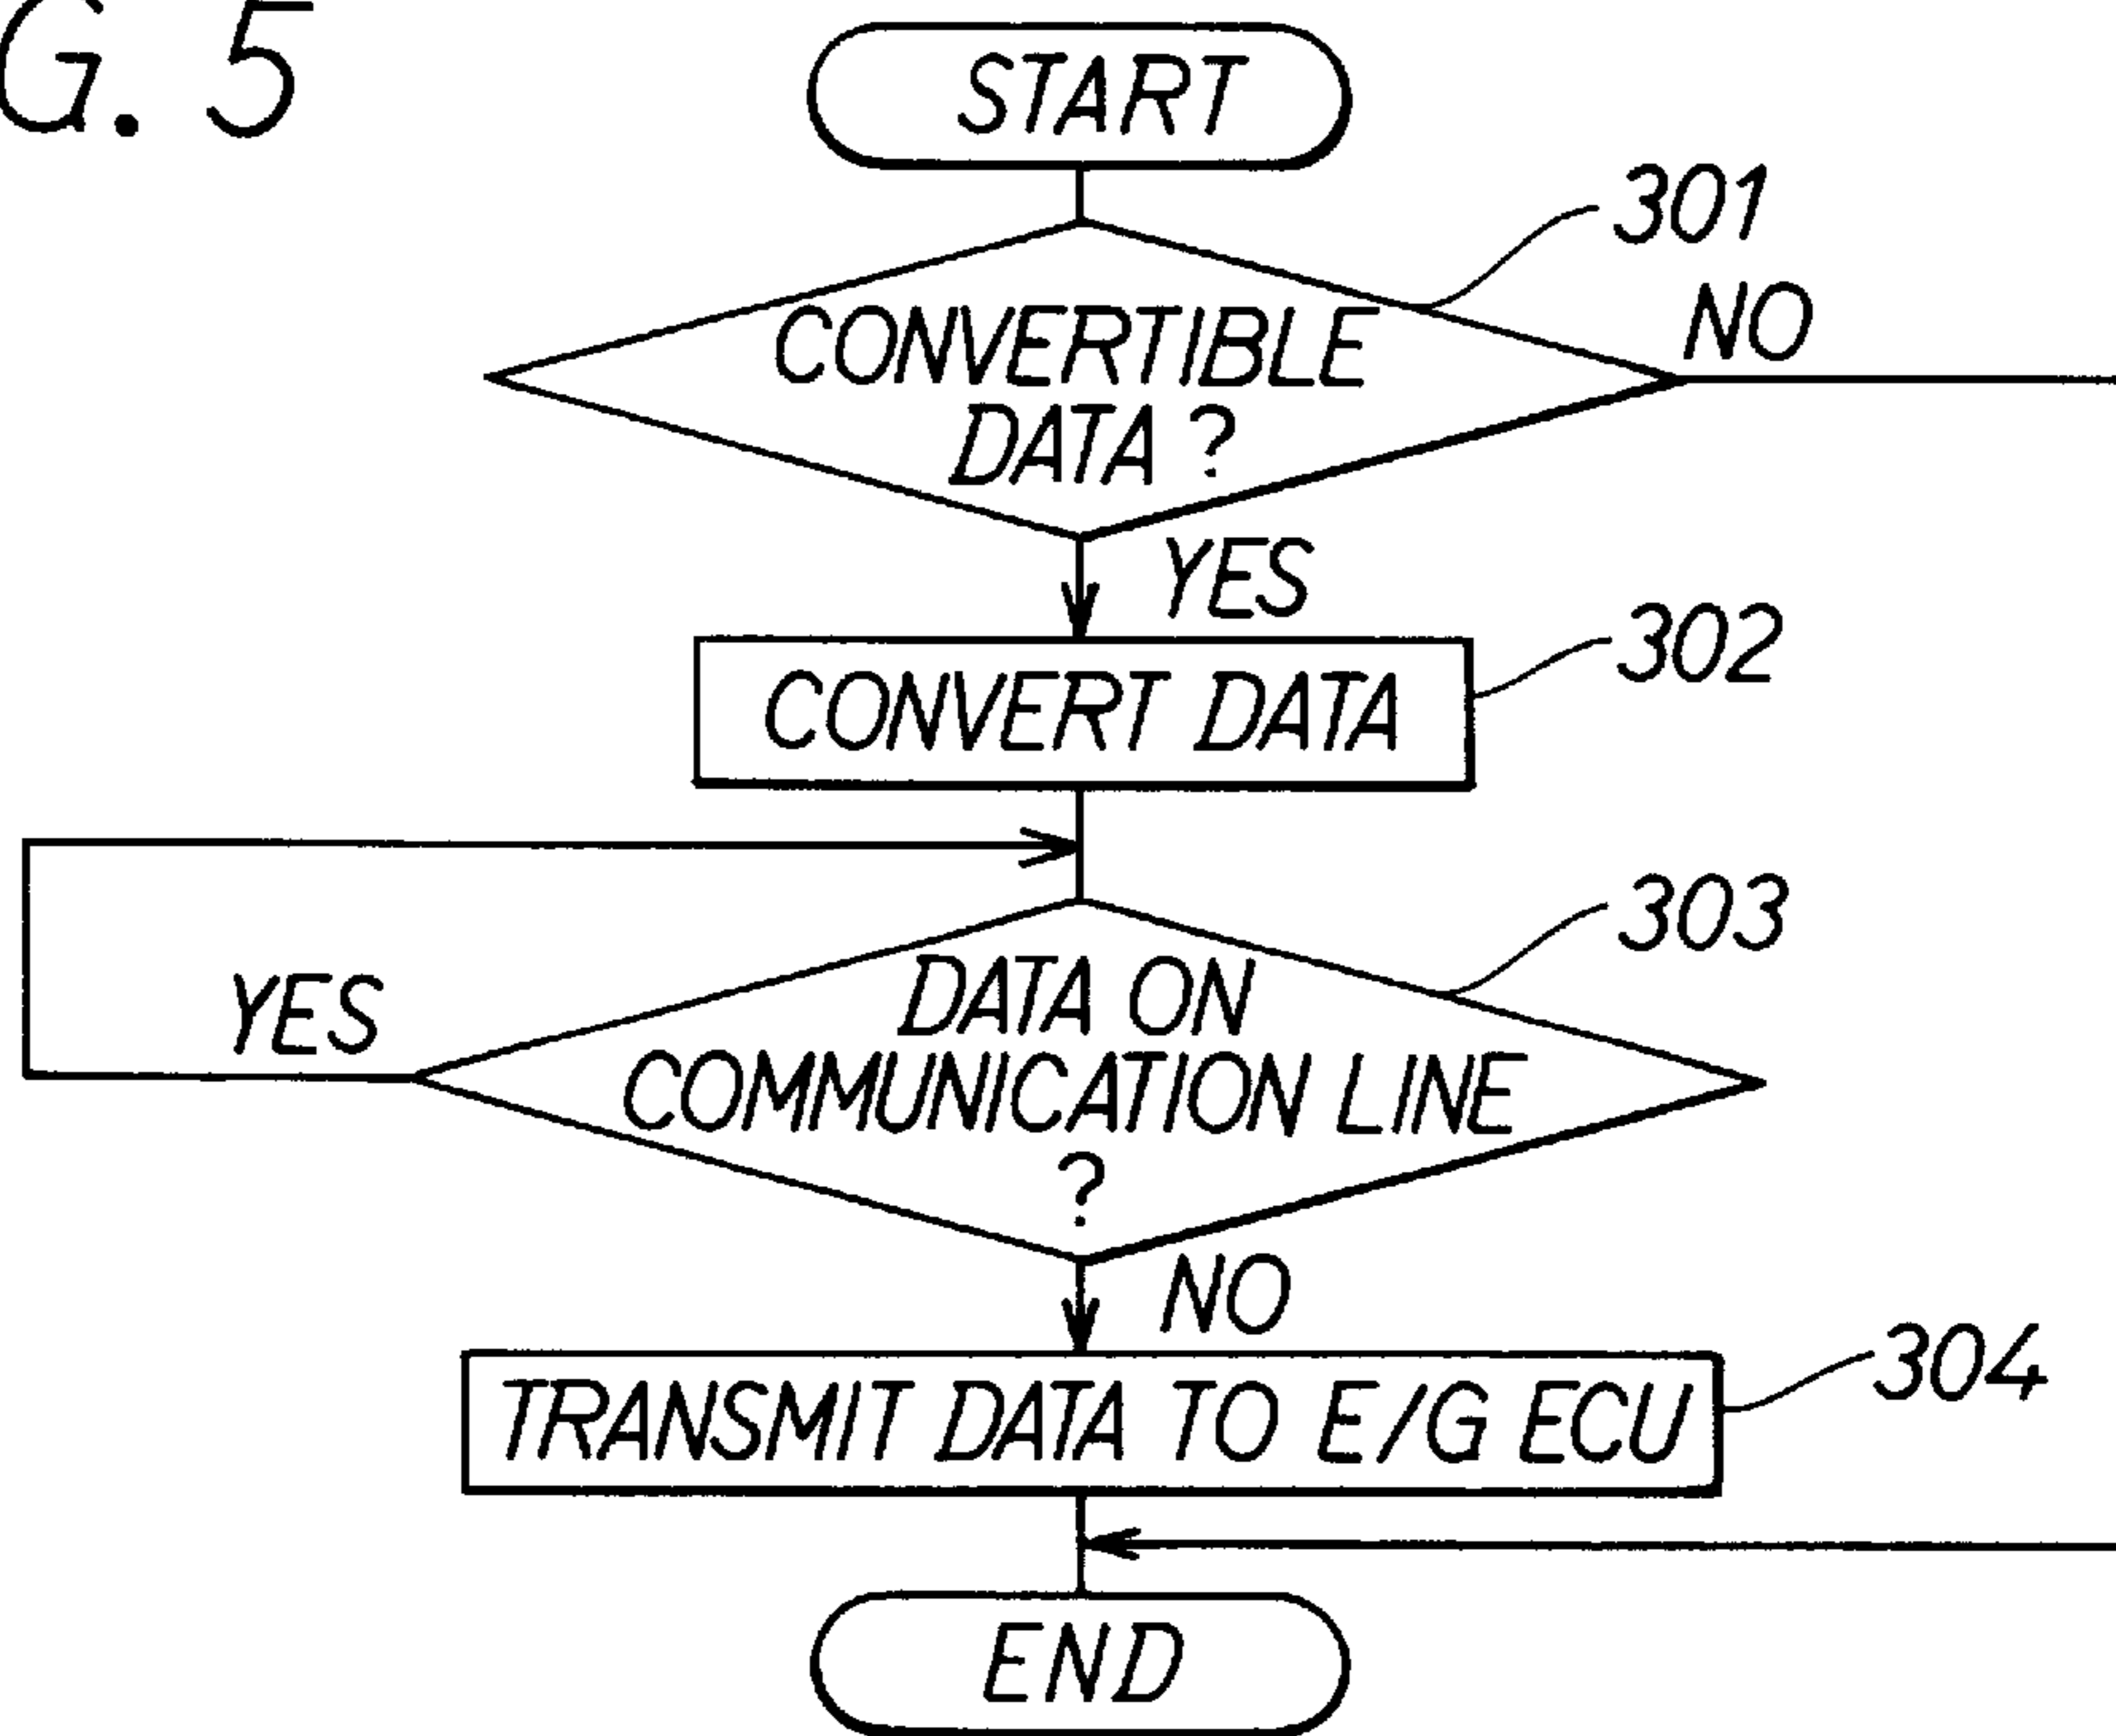 G. 5
START
301
NO
CONVERTIBLE
DATA ?
YES
302
CONVERT DATA
303
YES
DATA ON
COMMUNICATION LINE
?
NO
304
TRANSMIT DATA TO E/G ECU
END